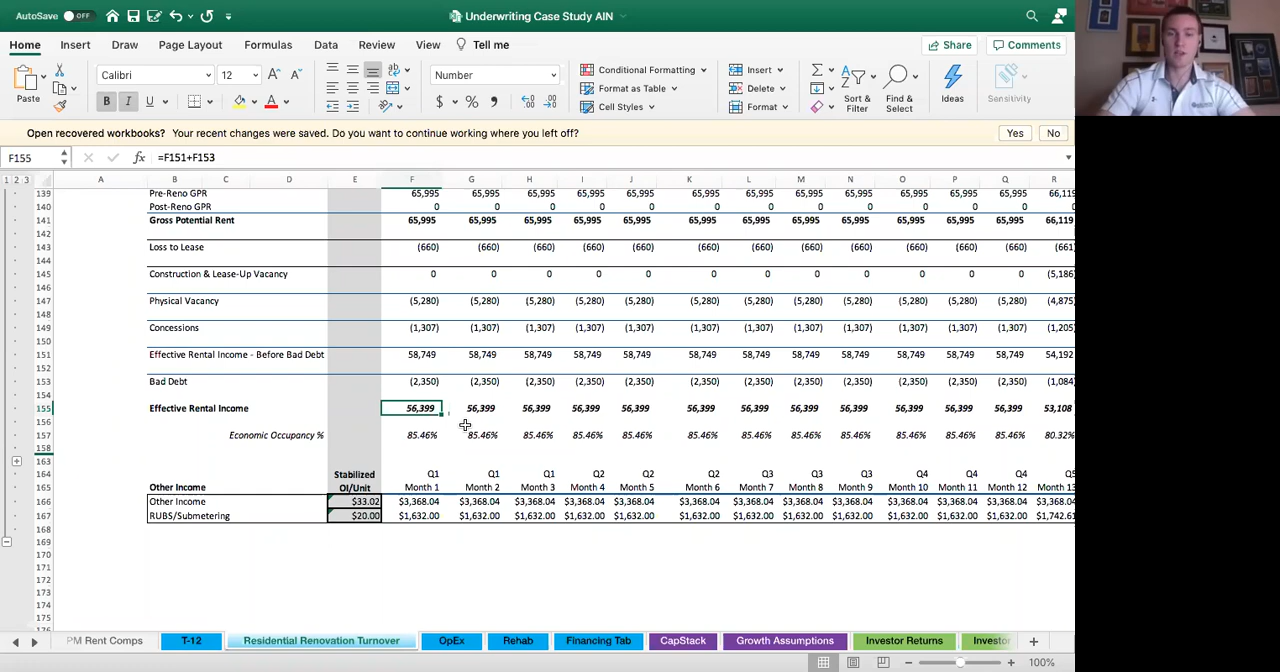 AutoSave OFF Underwriting Case Study AIN
Home Insert Draw Page Layout Formulas Data Review View Tell me Share Comments
Paste Calibri 12 A A ab Number Conditional Formatting Insert Σ
B I U A Format as Table Delete Sort & Filter Find & Select Ideas Sensitivity
$ % Cell Styles Format
Open recovered workbooks? Your recent changes were saved. Do you want to continue working where you left off? Yes No
F155 fx =F151+F153
1 2 3 A B C D E F G H I J K L M N O P Q R
139 Pre-Reno GPR 65,995 65,995 65,995 65,995 65,995 65,995 65,995 65,995 65,995 65,995 65,995 65,995 66,119
140 Post-Reno GPR 0 0 0 0 0 0 0 0 0 0 0 0 0
141 Gross Potential Rent 65,995 65,995 65,995 65,995 65,995 65,995 65,995 65,995 65,995 65,995 65,995 65,995 66,119
142
143 Loss to Lease (660) (660) (660) (660) (660) (660) (660) (660) (660) (660) (660) (660) (661)
144
145 Construction & Lease-Up Vacancy 0 0 0 0 0 0 0 0 0 0 0 0 (5,186)
146
147 Physical Vacancy (5,280) (5,280) (5,280) (5,280) (5,280) (5,280) (5,280) (5,280) (5,280) (5,280) (5,280) (5,280) (4,875)
148
149 Concessions (1,307) (1,307) (1,307) (1,307) (1,307) (1,307) (1,307) (1,307) (1,307) (1,307) (1,307) (1,307) (1,205)
150
151 Effective Rental Income - Before Bad Debt 58,749 58,749 58,749 58,749 58,749 58,749 58,749 58,749 58,749 58,749 58,749 58,749 54,192
152
153 Bad Debt (2,350) (2,350) (2,350) (2,350) (2,350) (2,350) (2,350) (2,350) (2,350) (2,350) (2,350) (2,350) (1,084)
154
155 Effective Rental Income 56,399 56,399 56,399 56,399 56,399 56,399 56,399 56,399 56,399 56,399 56,399 56,399 53,108
156
157 Economic Occupancy % 85.46% 85.46% 85.46% 85.46% 85.46% 85.46% 85.46% 85.46% 85.46% 85.46% 85.46% 85.46% 80.32%
158
163
164 Stabilized Q1 Q1 Q1 Q2 Q2 Q2 Q3 Q3 Q3 Q4 Q4 Q4 Q5
165 Other Income OI/Unit Month 1 Month 2 Month 3 Month 4 Month 5 Month 6 Month 7 Month 8 Month 9 Month 10 Month 11 Month 12 Month 13
166 Other Income $33.02 $3,368.04 $3,368.04 $3,368.04 $3,368.04 $3,368.04 $3,368.04 $3,368.04 $3,368.04 $3,368.04 $3,368.04 $3,368.04 $3,368.04 $3,368.04
167 RUBS/Submetering $20.00 $1,632.00 $1,632.00 $1,632.00 $1,632.00 $1,632.00 $1,632.00 $1,632.00 $1,632.00 $1,632.00 $1,632.00 $1,632.00 $1,632.00 $1,742.61
168
169
170
171
172
173
174
175
PM Rent Comps T-12 Residential Renovation Turnover OpEx Rehab Financing Tab CapStack Growth Assumptions Investor Returns Investor
100%